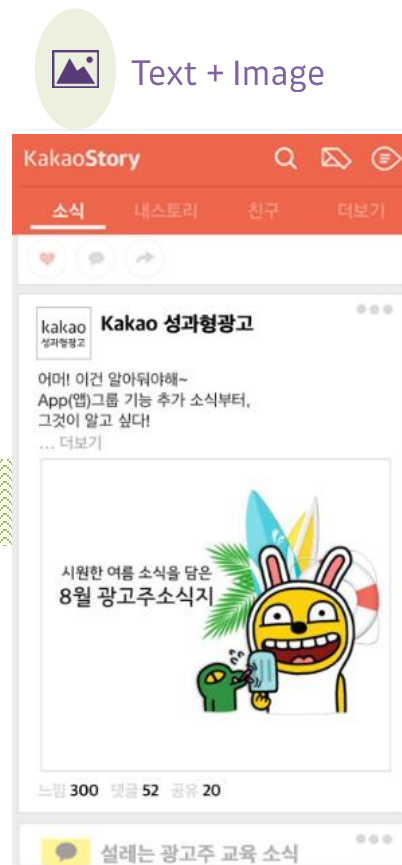 Text + Image
KakaoStory
소식 내스토리 친구 더보기
kakao
성과형광고
Kakao 성과형광고
어머! 이건 알아둬야해~
App(앱)그룹 기능 추가 소식부터,
그것이 알고 싶다!
... 더보기
시원한 여름 소식을 담은
8월 광고주소식지
느낌 300 댓글 52 공유 20
설레는 광고주 교육 소식